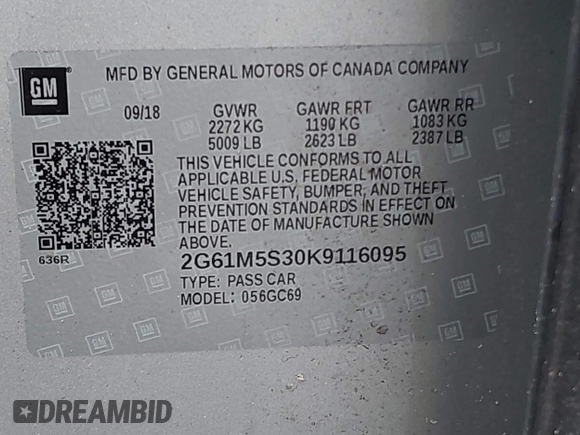 GM
MFD BY GENERAL MOTORS OF CANADA COMPANY
09/18 GVWR GAWR FRT GAWR RR
2272 KG 1190 KG 1083 KG
5009 LB 2623 LB 2387 LB
THIS VEHICLE CONFORMS TO ALL
APPLICABLE U.S. FEDERAL MOTOR
VEHICLE SAFETY, BUMPER, AND THEFT
PREVENTION STANDARDS IN EFFECT ON
THE DATE OF MANUFACTURE SHOWN
ABOVE.
636R
2G61M5S30K9116095
TYPE: PASS CAR
MODEL: 056GC69
DREAMBID